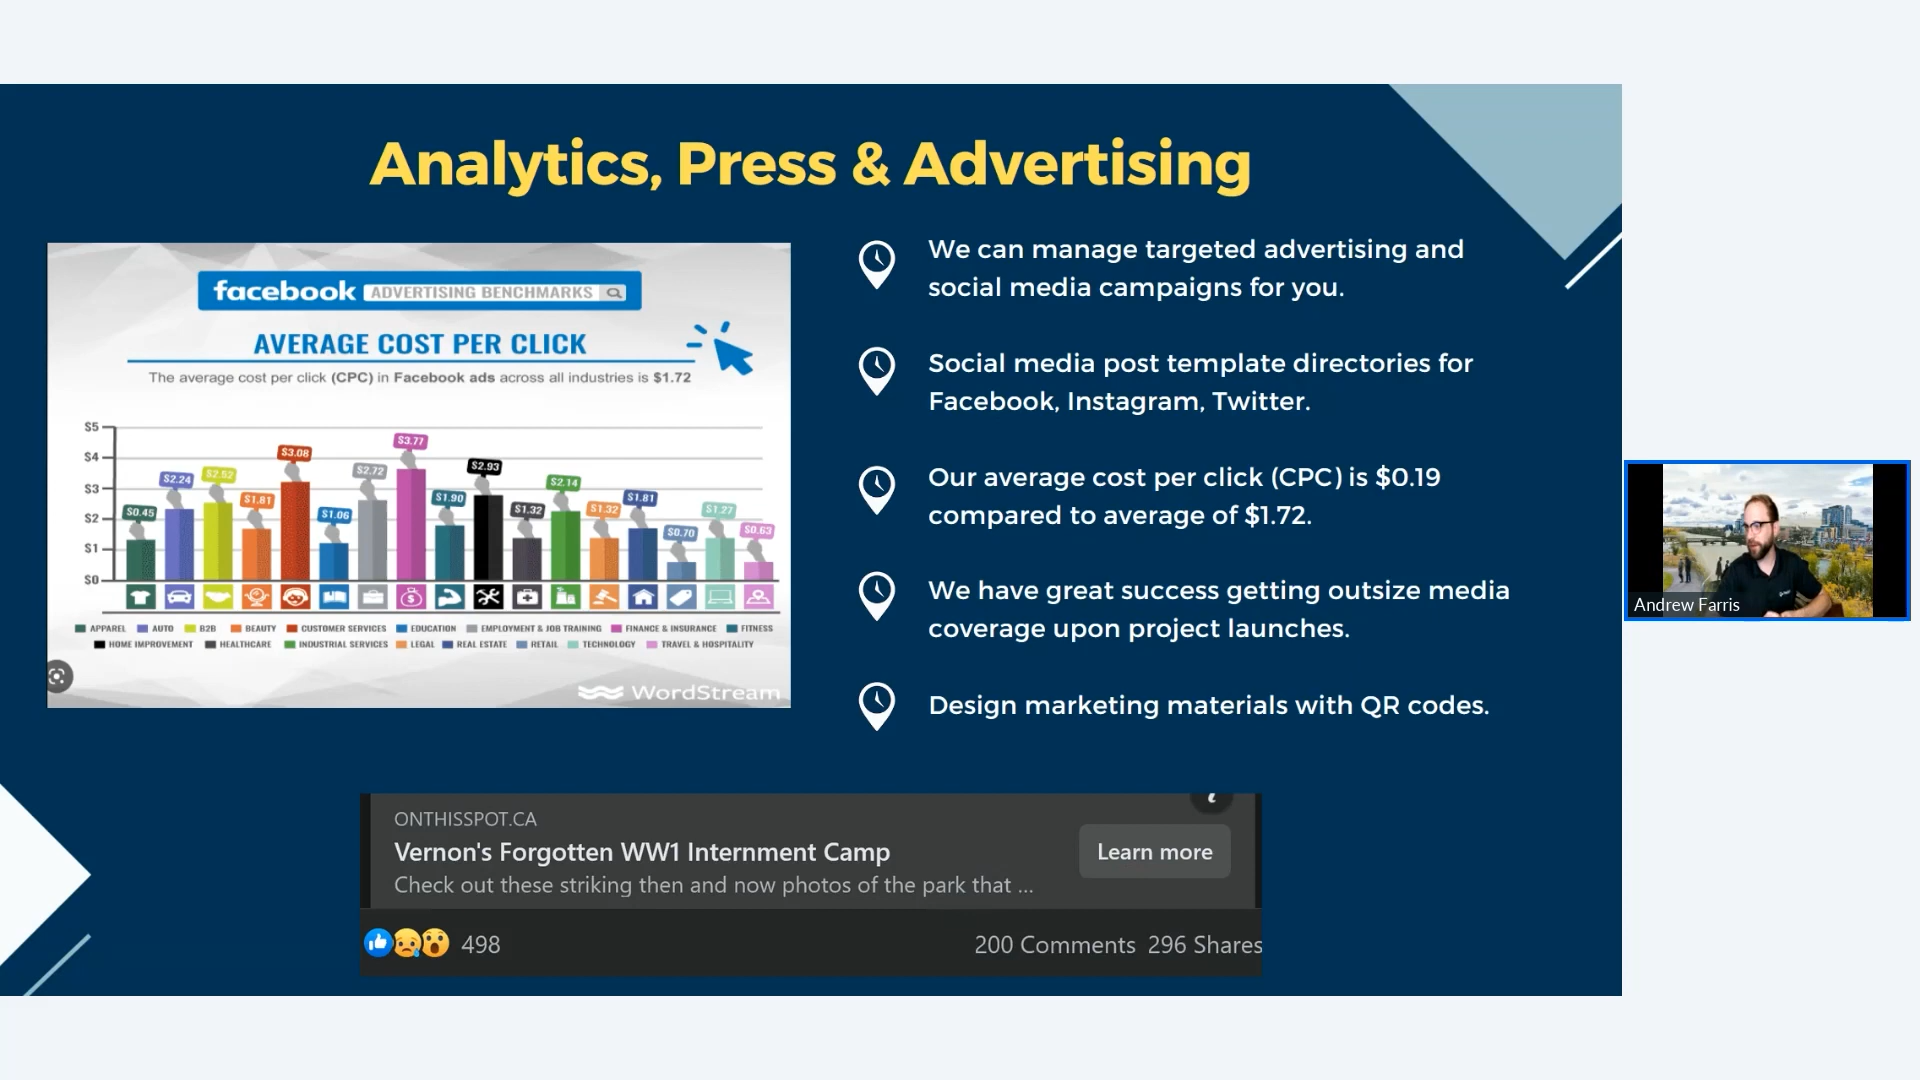 Analytics, Press & Advertising
facebook ADVERTISING BENCHMARKS
AVERAGE COST PER CLICK
The average cost per click (CPC) in Facebook ads across all industries is $1.72
$5
$4
$3
$2
$1
$0
$0.45
$2.24
$2.52
$1.81
$3.08
$1.06
$2.72
$3.77
$1.90
$2.93
$1.32
$2.14
$1.32
$1.81
$0.70
$1.27
$0.63
APPAREL AUTO B2B BEAUTY CUSTOMER SERVICES EDUCATION EMPLOYMENT & JOB TRAINING FINANCE & INSURANCE FITNESS
HOME IMPROVEMENT HEALTHCARE INDUSTRIAL SERVICES LEGAL REAL ESTATE RETAIL TECHNOLOGY TRAVEL & HOSPITALITY
WordStream
We can manage targeted advertising and
social media campaigns for you.
Social media post template directories for
Facebook, Instagram, Twitter.
Our average cost per click (CPC) is $0.19
compared to average of $1.72.
We have great success getting outsize media
coverage upon project launches.
Design marketing materials with QR codes.
ONTHISSPOT.CA
Vernon's Forgotten WW1 Internment Camp
Check out these striking then and now photos of the park that ...
Learn more
498
200 Comments 296 Shares
Andrew Farris